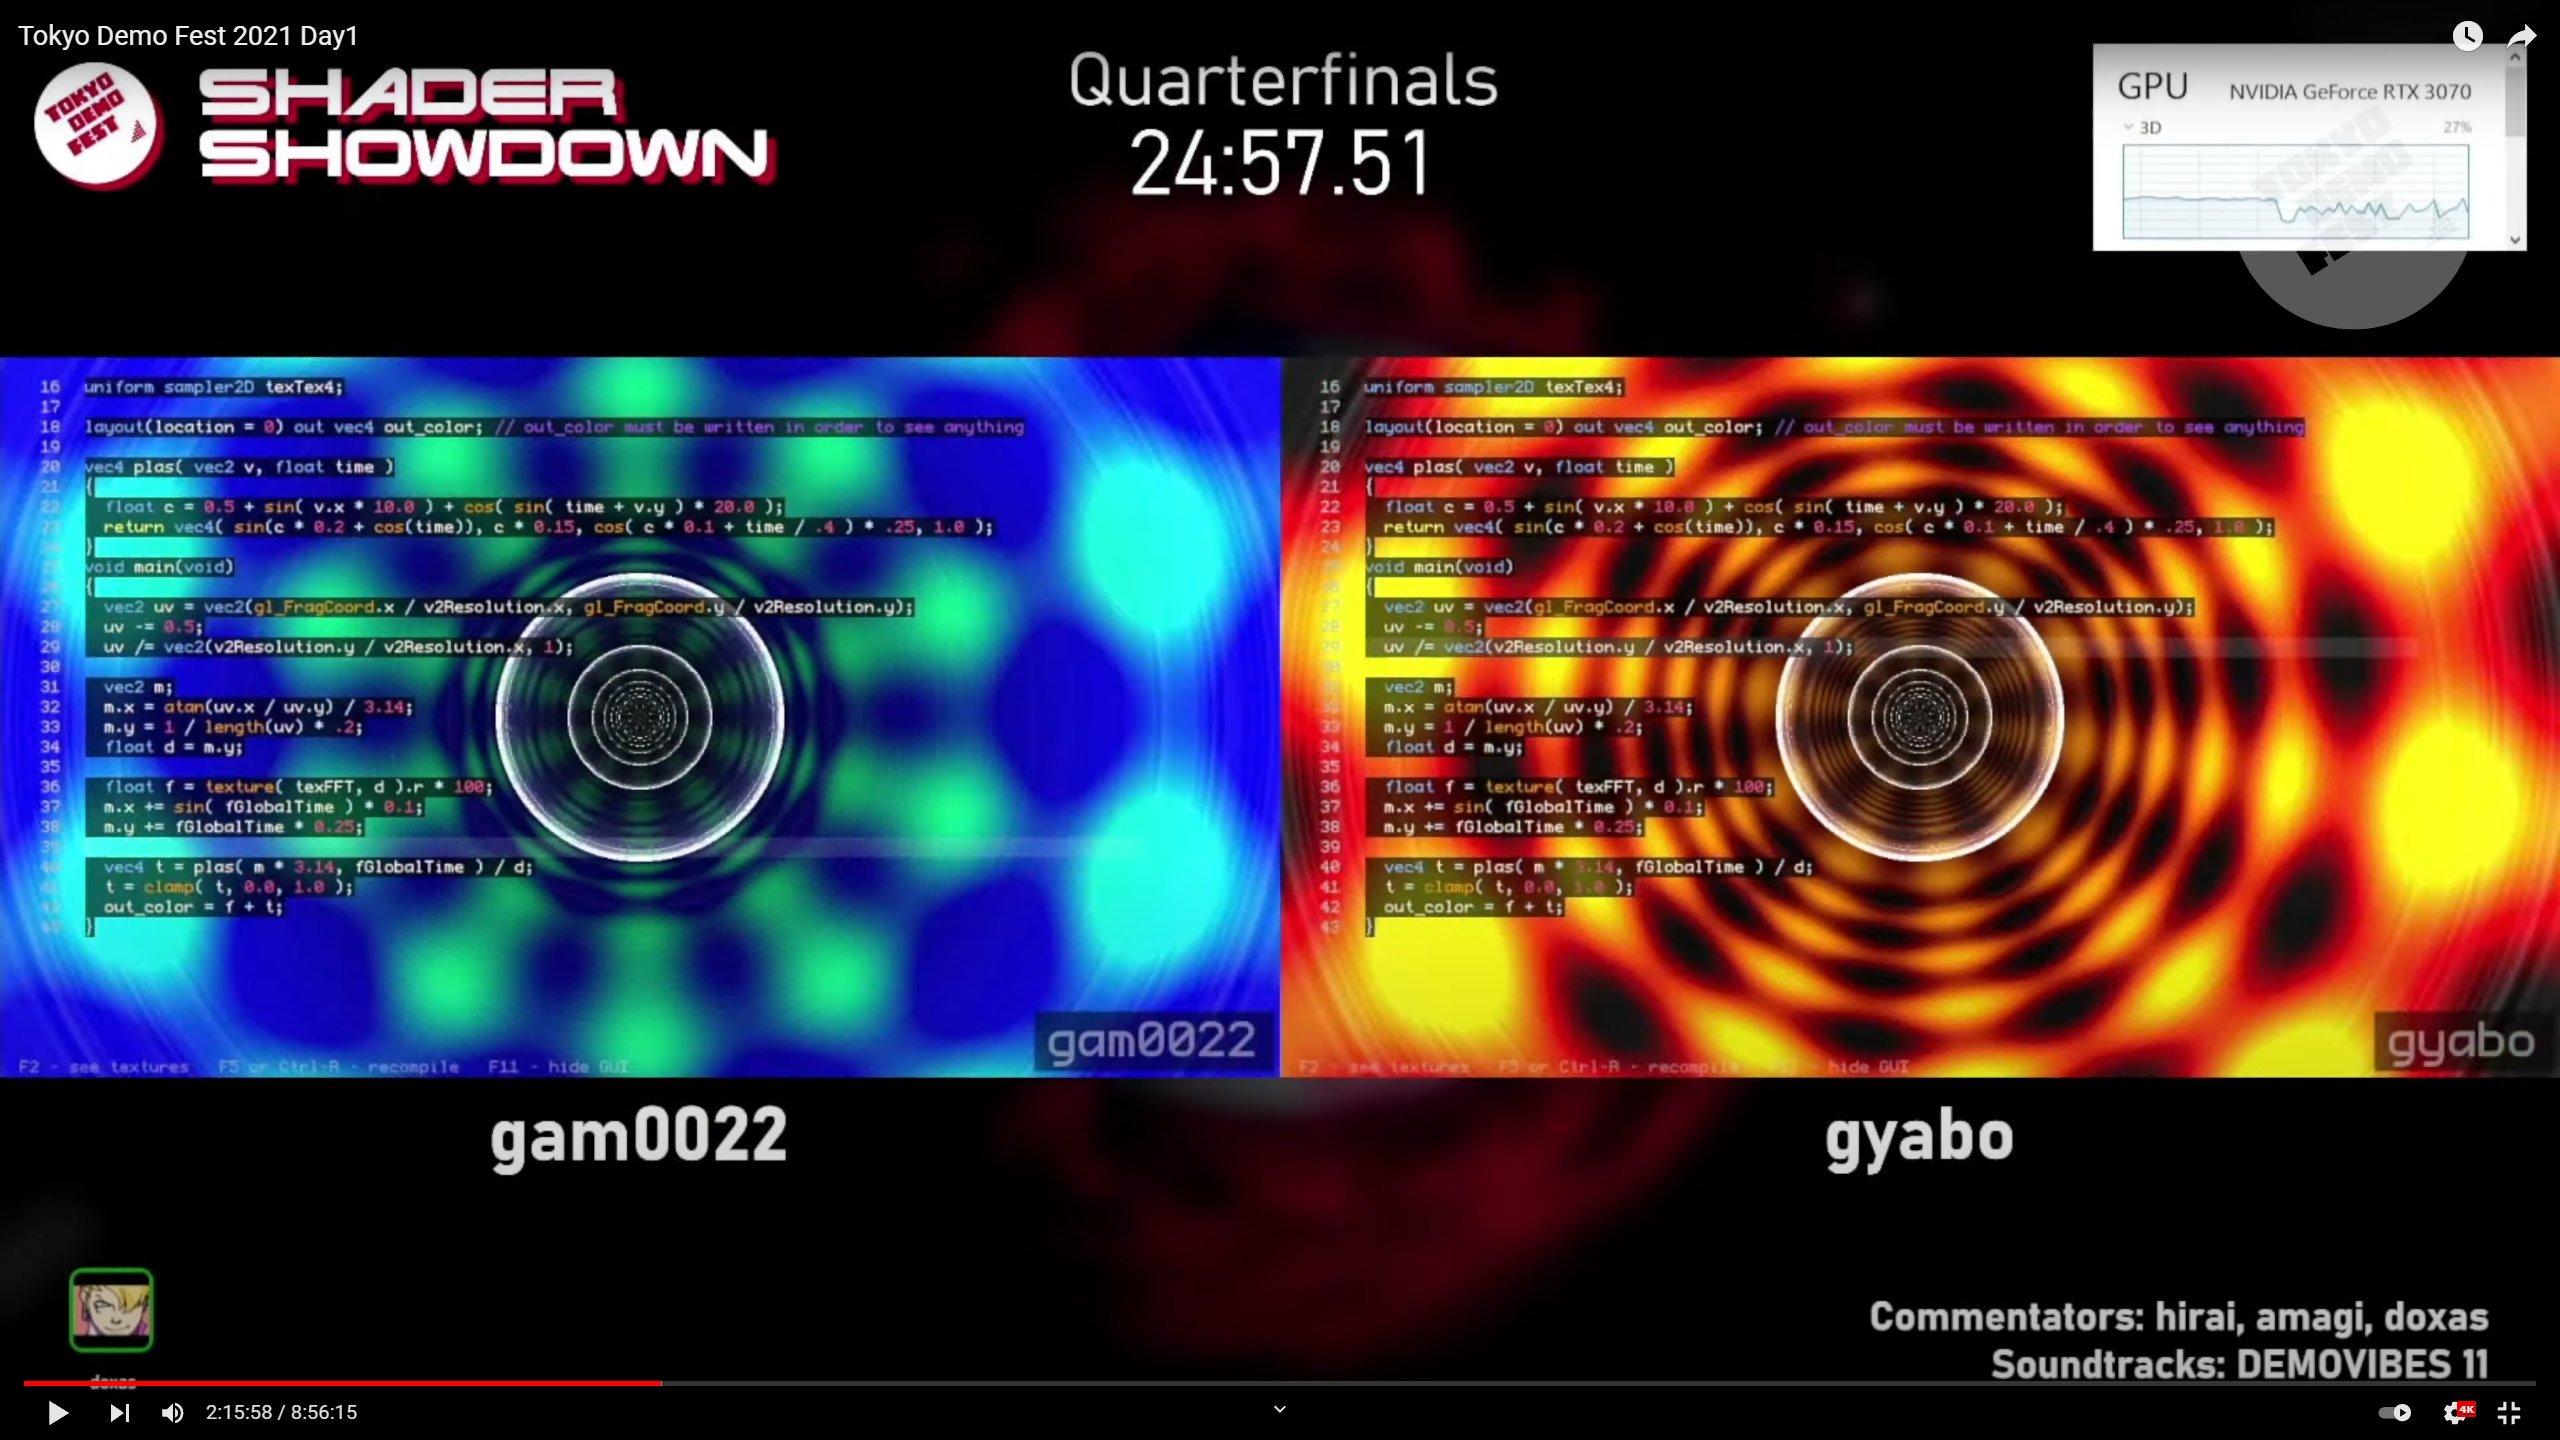 Tokyo Demo Fest 2021 Day1
TOKYO
DEMO
FEST
SHADER
SHOWDOWN
Quarterfinals
24:57.51
GPU NVIDIA GeForce RTX 3070
3D 27%
TOKYO
DEMO
FEST
16 uniform sampler2D texTex4;
17
18 layout(location = 0) out vec4 out_color; // out_color must be written in order to see anything
19
20 vec4 plas( vec2 v, float time )
21 {
22 float c = 0.5 + sin( v.x * 10.0 ) + cos( sin( time + v.y ) * 20.0 );
23 return vec4( sin(c * 0.2 + cos(time)), c * 0.15, cos( c * 0.1 + time / .4 ) * .25, 1.0 );
}
void main(void)
{
27 vec2 uv = vec2(gl_FragCoord.x / v2Resolution.x, gl_FragCoord.y / v2Resolution.y);
28 uv -= 0.5;
29 uv /= vec2(v2Resolution.y / v2Resolution.x, 1);
30
31 vec2 m;
32 m.x = atan(uv.x / uv.y) / 3.14;
33 m.y = 1 / length(uv) * .2;
34 float d = m.y;
35
36 float f = texture( texFFT, d ).r * 100;
37 m.x += sin( fGlobalTime ) * 0.1;
38 m.y += fGlobalTime * 0.25;
39
40 vec4 t = plas( m * 3.14, fGlobalTime ) / d;
41 t = clamp( t, 0.0, 1.0 );
out_color = f + t;
}
F2 - see textures F5 or Ctrl-R - recompile F11 - hide GUI
gam0022
16 uniform sampler2D texTex4;
17
18 layout(location = 0) out vec4 out_color; // out_color must be written in order to see anything
19
20 vec4 plas( vec2 v, float time )
21 {
22 float c = 0.5 + sin( v.x * 10.0 ) + cos( sin( time + v.y ) * 20.0 );
23 return vec4( sin(c * 0.2 + cos(time)), c * 0.15, cos( c * 0.1 + time / .4 ) * .25, 1.0 );
24 }
void main(void)
{
27 vec2 uv = vec2(gl_FragCoord.x / v2Resolution.x, gl_FragCoord.y / v2Resolution.y);
28 uv -= 0.5;
29 uv /= vec2(v2Resolution.y / v2Resolution.x, 1);
vec2 m;
32 m.x = atan(uv.x / uv.y) / 3.14;
33 m.y = 1 / length(uv) * .2;
34 float d = m.y;
35
36 float f = texture( texFFT, d ).r * 100;
37 m.x += sin( fGlobalTime ) * 0.1;
38 m.y += fGlobalTime * 0.25;
39
40 vec4 t = plas( m * 3.14, fGlobalTime ) / d;
41 t = clamp( t, 0.0, 1.0 );
42 out_color = f + t;
43 }
F2 - see textures F5 or Ctrl-R - recompile hide GUI
gyabo
gam0022
gyabo
doxas
Commentators: hirai, amagi, doxas
Soundtracks: DEMOVIBES 11
2:15:58 / 8:56:15
4K